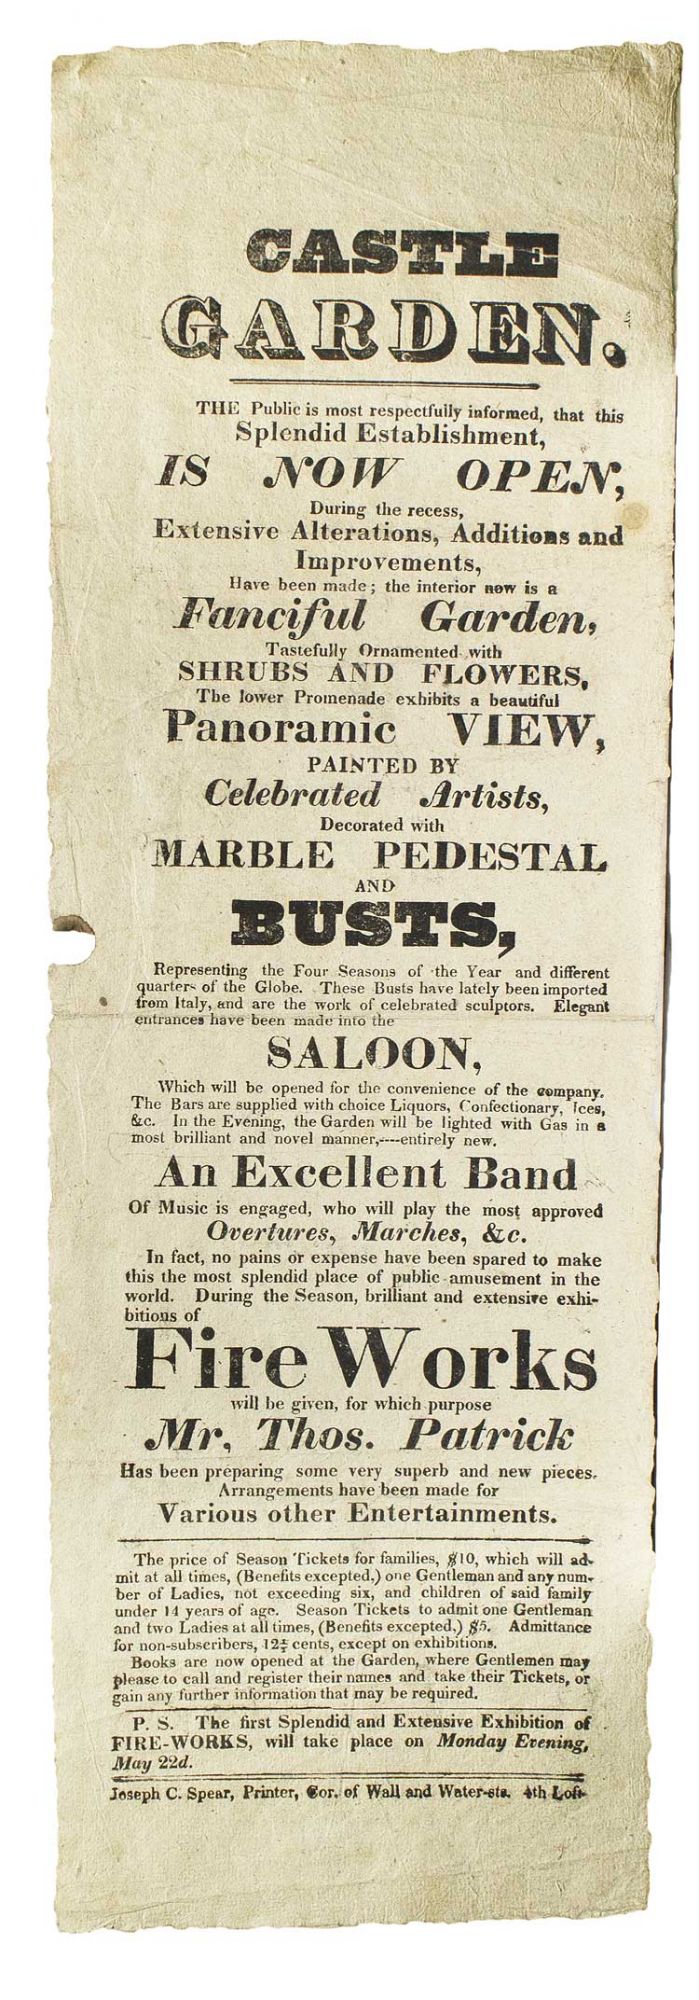 CASTLE
GARDEN.
THE Public is most respectfully informed, that this
Splendid Establishment,
IS NOW OPEN,
During the recess,
Extensive Alterations, Additions and
Improvements,
Have been made; the interior now is a
Fanciful Garden,
Tastefully Ornamented with
SHRUBS AND FLOWERS,
The lower Promenade exhibits a beautiful
Panoramic VIEW,
PAINTED BY
Celebrated Artists,
Decorated with
MARBLE PEDESTAL
AND
BUSTS,
Representing the Four Seasons of the Year and different
quarters of the Globe. These Busts have lately been imported
from Italy, and are the work of celebrated sculptors. Elegant
entrances have been made into the
SALOON,
Which will be opened for the convenience of the company.
The Bars are supplied with choice Liquors, Confectionary, Ices,
&c. In the Evening, the Garden will be lighted with Gas in a
most brilliant and novel manner,----entirely new.
An Excellent Band
Of Music is engaged, who will play the most approved
Overtures, Marches, &c.
In fact, no pains or expense have been spared to make
this the most splendid place of public amusement in the
world. During the Season, brilliant and extensive exhi-
bitions of
Fire Works
will be given, for which purpose
Mr. Thos. Patrick
Has been preparing some very superb and new pieces.
Arrangements have been made for
Various other Entertainments.
The price of Season Tickets for families, $10, which will ad-
mit at all times, (Benefits excepted,) one Gentleman and any num-
ber of Ladies, not exceeding six, and children of said family
under 14 years of age. Season Tickets to admit one Gentleman
and two Ladies at all times, (Benefits excepted,) $5. Admittance
for non-subscribers, 12½ cents, except on exhibitions.
Books are now opened at the Garden, where Gentlemen may
please to call and register their names and take their Tickets, or
gain any further information that may be required.
P. S. The first Splendid and Extensive Exhibition of
FIRE-WORKS, will take place on Monday Evening,
May 22d.
Joseph C. Spear, Printer, Cor. of Wall and Water-sts. 4th Loft